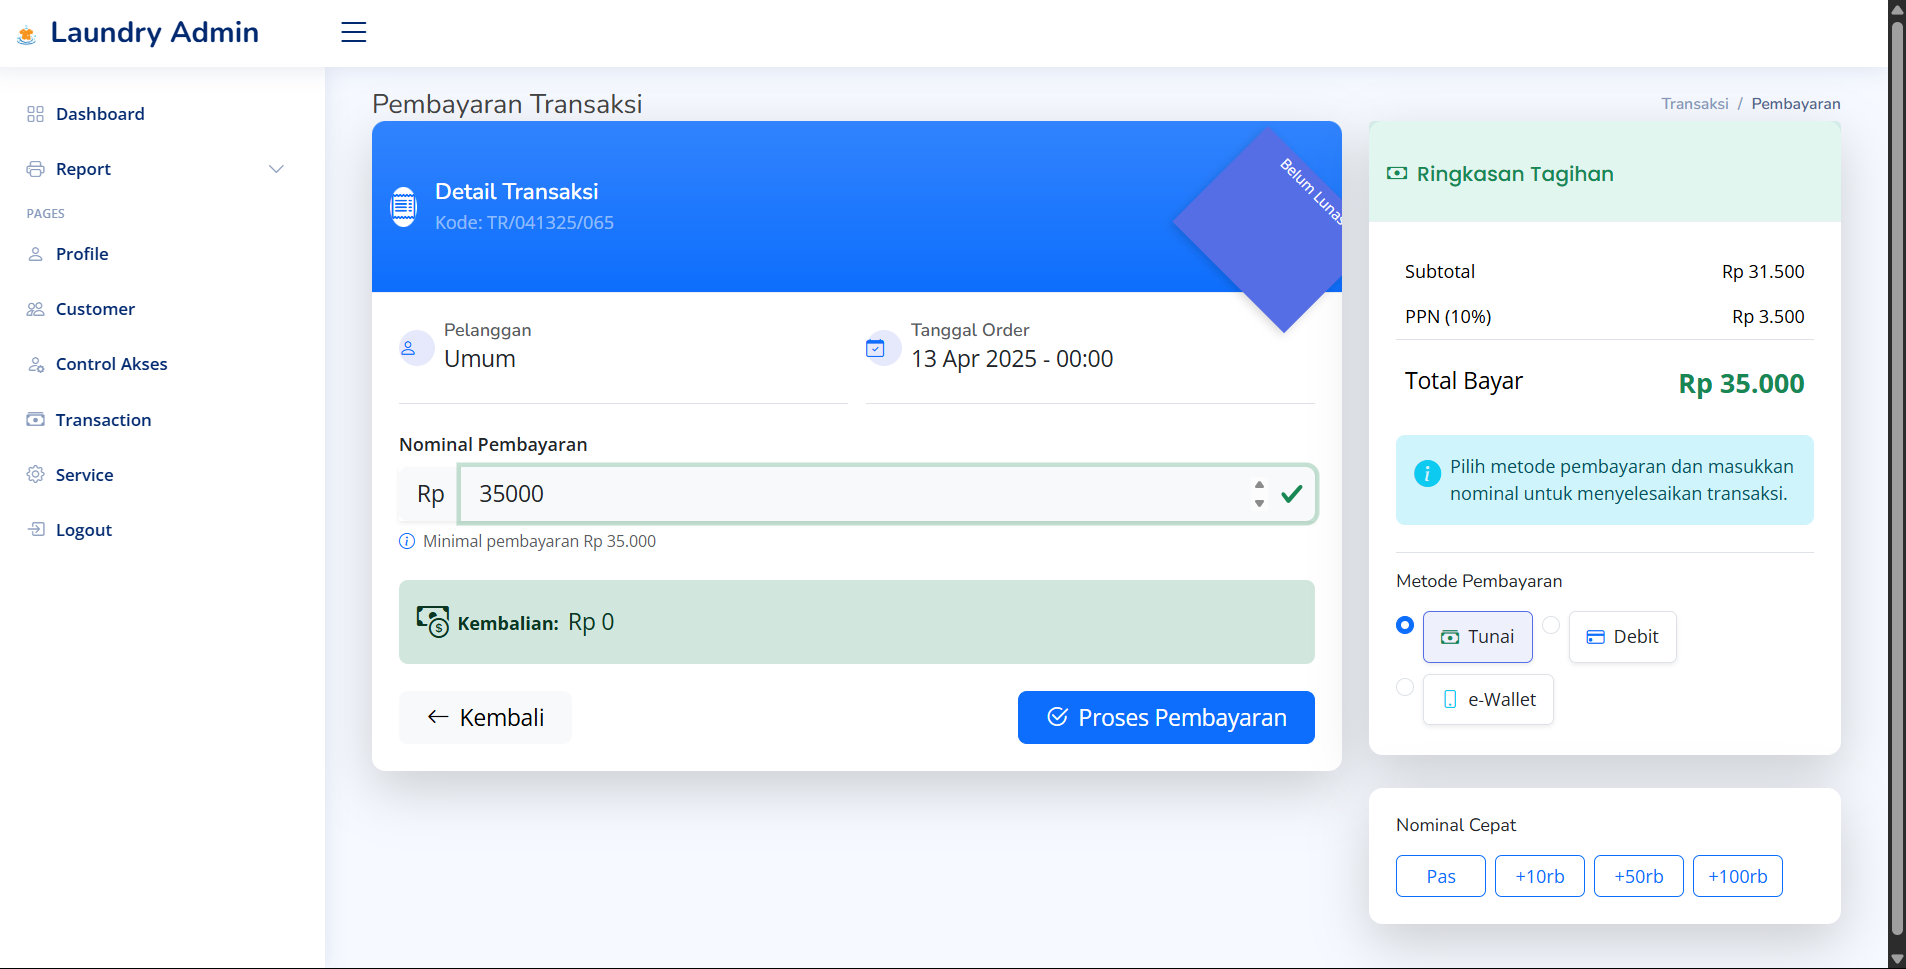 Laundry Admin
Dashboard
Report
PAGES
Profile
Customer
Control Akses
Transaction
Service
Logout
Pembayaran Transaksi
Transaksi / Pembayaran
Detail Transaksi
Kode: TR/041325/065
Belum Lunas
Pelanggan
Umum
Tanggal Order
13 Apr 2025 - 00:00
Nominal Pembayaran
Rp 35000
Minimal pembayaran Rp 35.000
Kembalian: Rp 0
Kembali
Proses Pembayaran
Ringkasan Tagihan
Subtotal Rp 31.500
PPN (10%) Rp 3.500
Total Bayar Rp 35.000
Pilih metode pembayaran dan masukkan
nominal untuk menyelesaikan transaksi.
Metode Pembayaran
Tunai
Debit
e-Wallet
Nominal Cepat
Pas +10rb +50rb +100rb